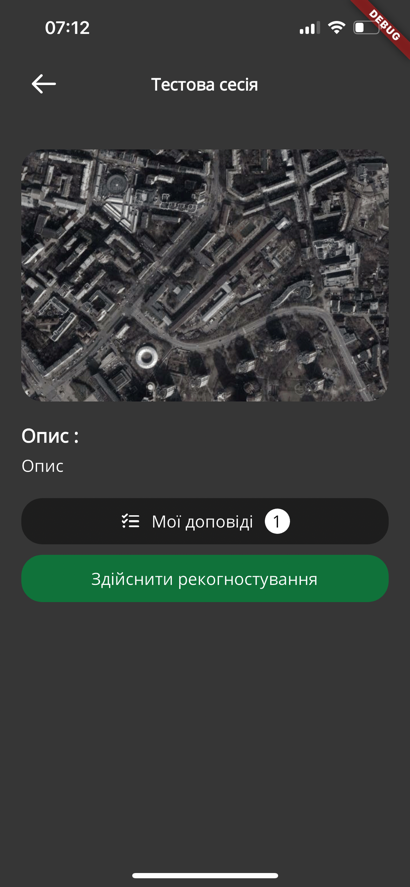 07:12
DEBUG
Тестова сесія
Опис :
Опис
Мої доповіді 1
Здійснити рекогностування